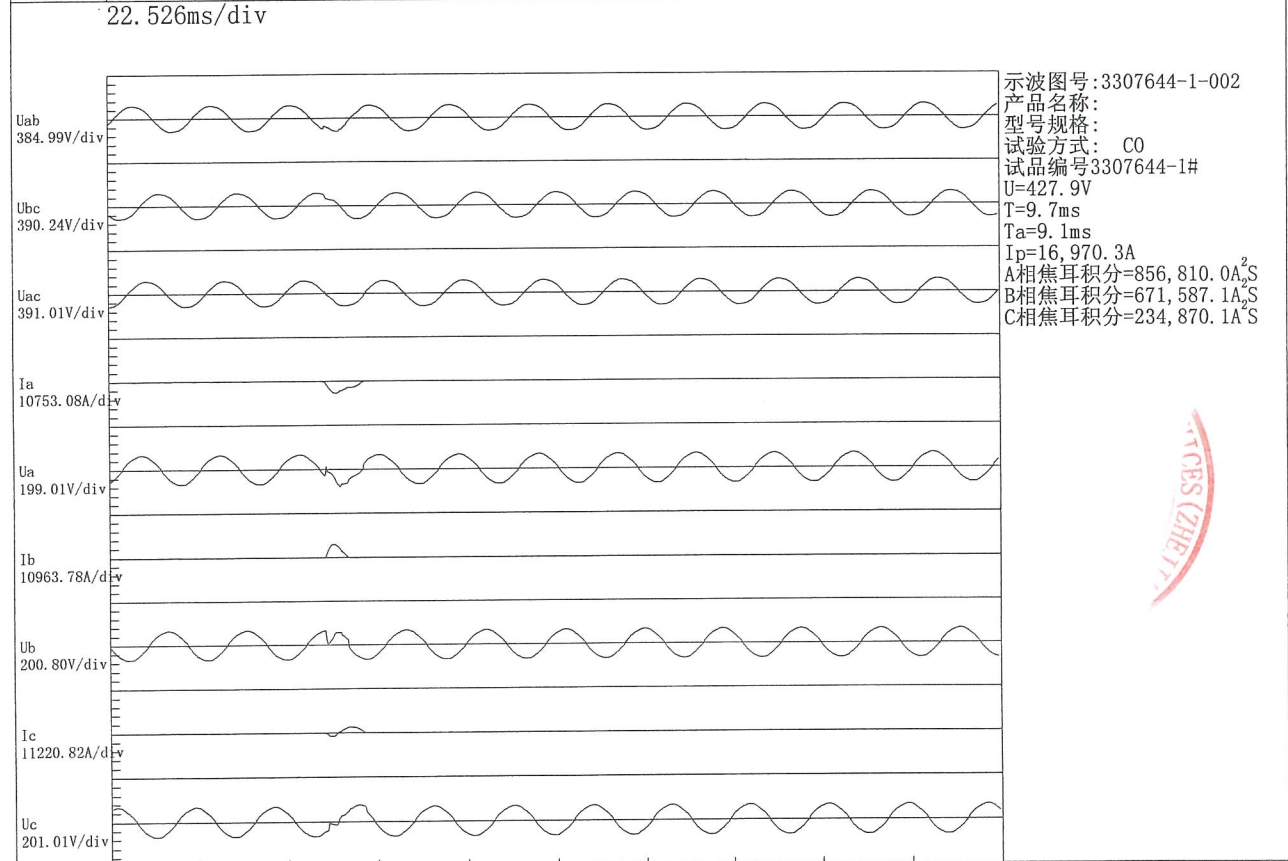 22.526ms/div
Uab
384.99V/div
Ubc
390.24V/div
Uac
391.01V/div
Ia
10753.08A/div
Ua
199.01V/div
Ib
10963.78A/div
Ub
200.80V/div
Ic
11220.82A/div
Uc
201.01V/div
示波图号:3307644-1-002
产品名称:
型号规格:
试验方式: CO
试品编号3307644-1#
U=427.9V
T=9.7ms
Ta=9.1ms
Ip=16,970.3A
A相焦耳积分=856,810.0A²S
B相焦耳积分=671,587.1A²S
C相焦耳积分=234,870.1A²S
TCES(ZHE